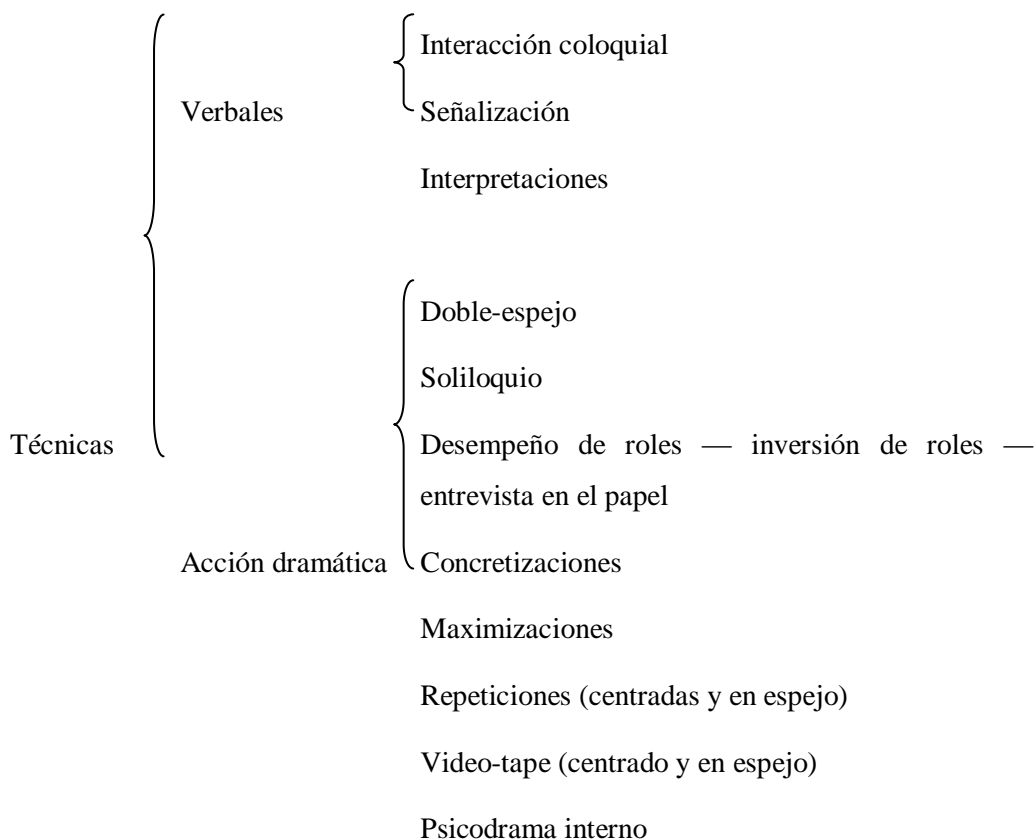 Interacción coloquial
Verbales Señalización
Interpretaciones
Doble-espejo
Soliloquio
Técnicas Desempeño de roles — inversión de roles —
entrevista en el papel
Acción dramática Concretizaciones
Maximizaciones
Repeticiones (centradas y en espejo)
Video-tape (centrado y en espejo)
Psicodrama interno